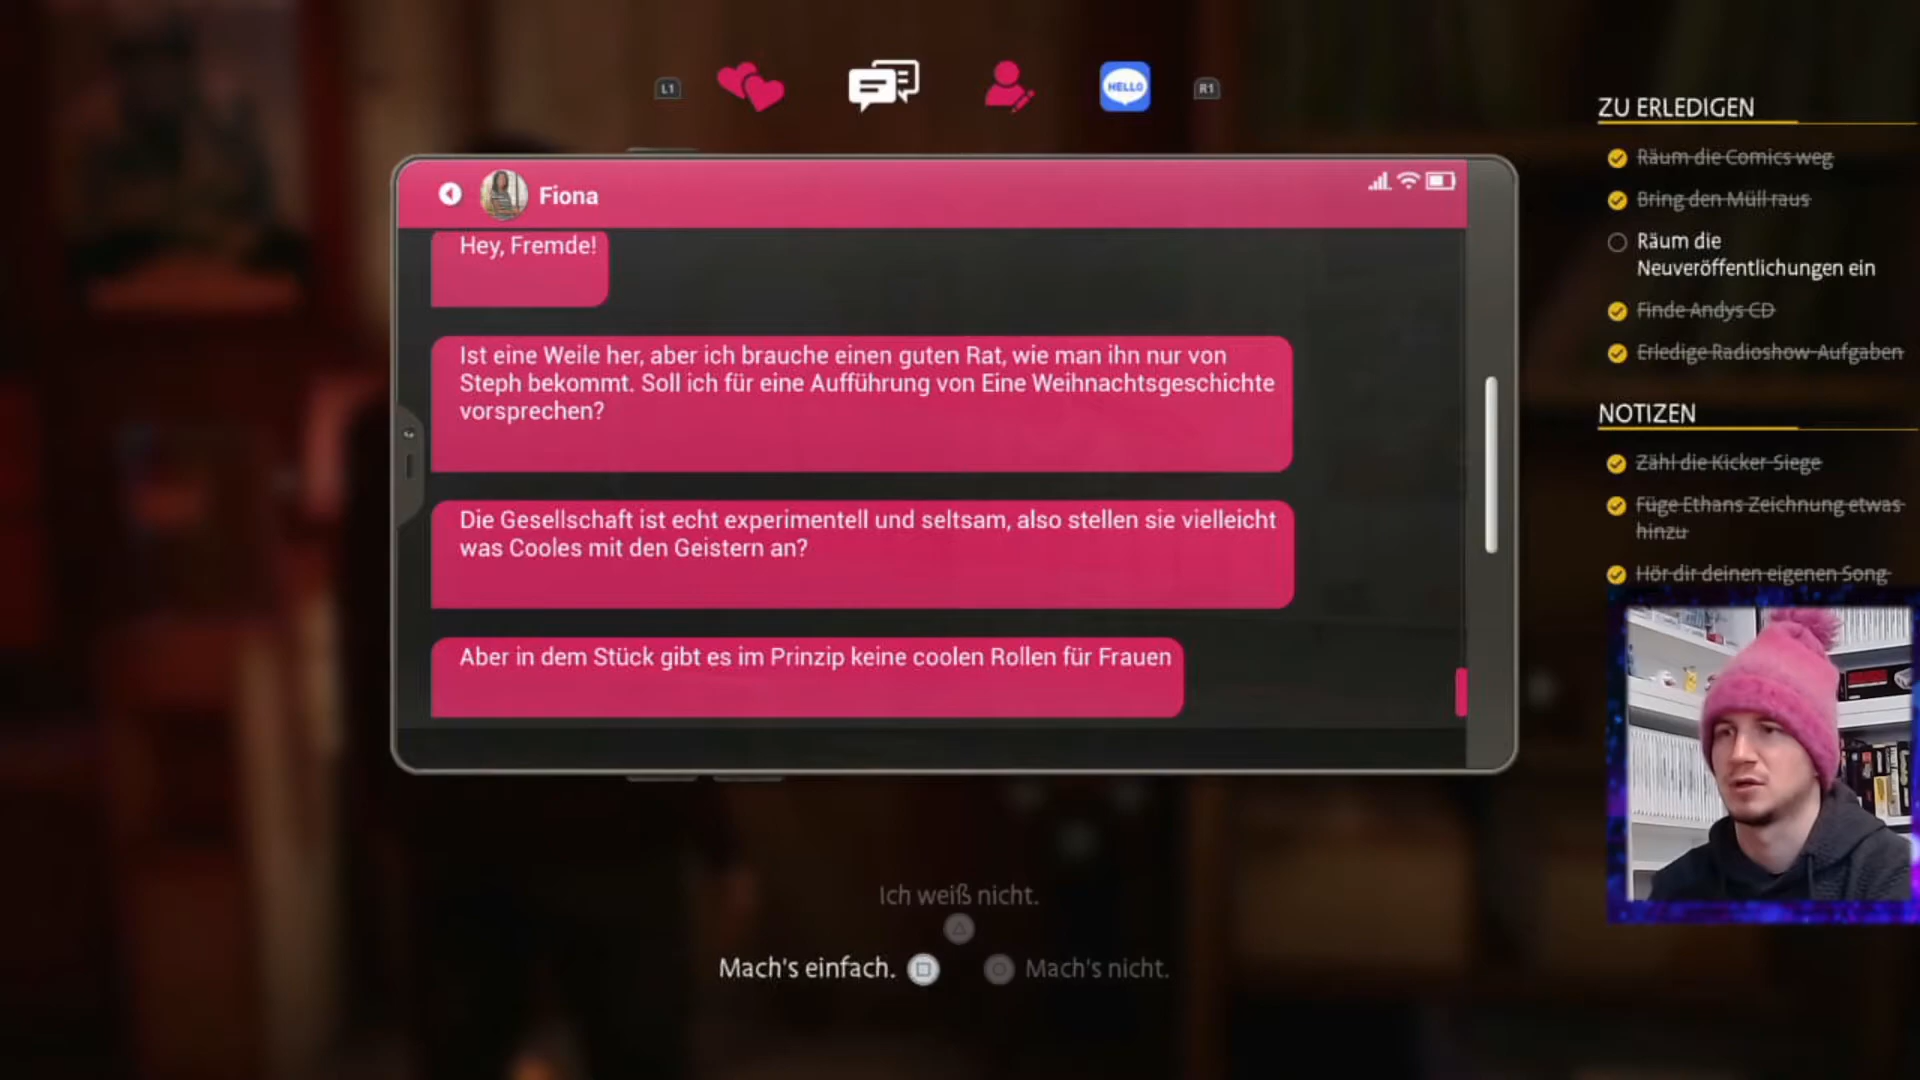 L1
HELLO
R1
Fiona
Hey, Fremde!
Ist eine Weile her, aber ich brauche einen guten Rat, wie man ihn nur von
Steph bekommt. Soll ich für eine Aufführung von Eine Weihnachtsgeschichte
vorsprechen?
Die Gesellschaft ist echt experimentell und seltsam, also stellen sie vielleicht
was Cooles mit den Geistern an?
Aber in dem Stück gibt es im Prinzip keine coolen Rollen für Frauen
Ich weiß nicht.
Mach's einfach.
Mach's nicht.
ZU ERLEDIGEN
Räum die Comics weg
Bring den Müll raus
Räum die
Neuveröffentlichungen ein
Finde Andys CD
Erledige Radioshow-Aufgaben
NOTIZEN
Zähl die Kicker-Siege
Füge Ethans Zeichnung etwas
hinzu
Hör dir deinen eigenen Song